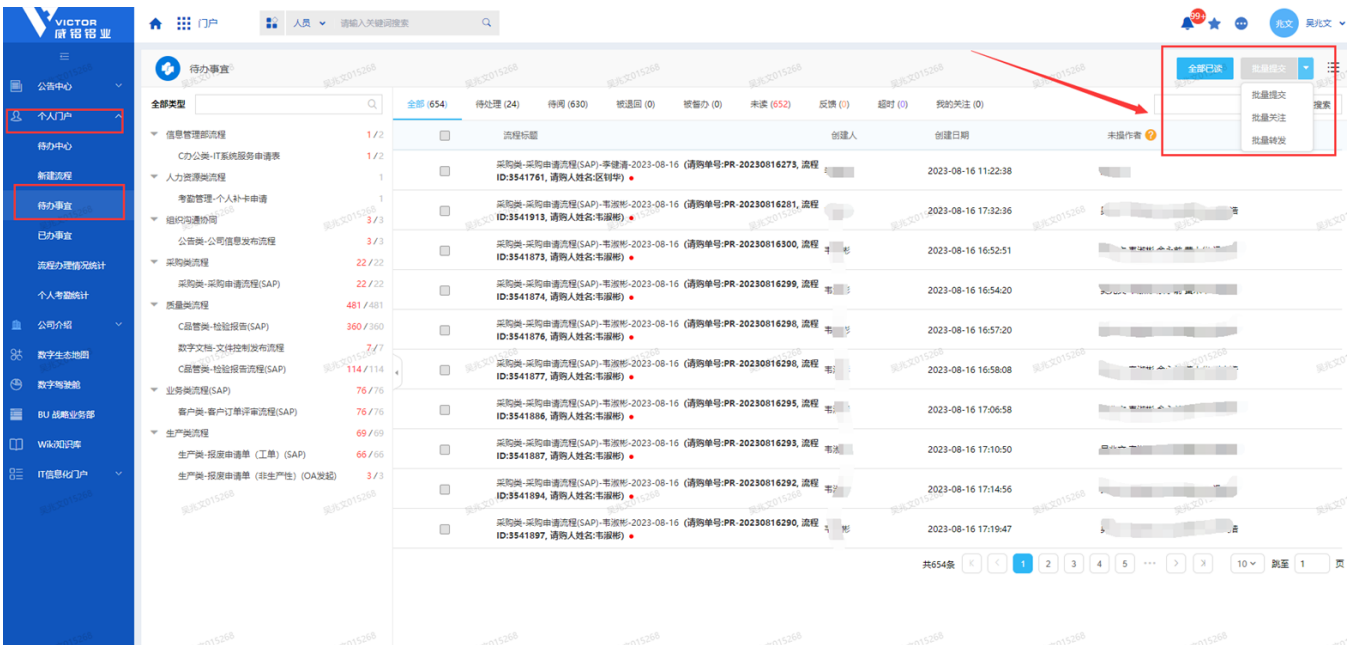 VICTOR
威铝铝业
门户
人员
请输入关键词搜索
99+
兆文
吴兆文
公告中心
个人门户
待办中心
新建流程
待办事宜
已办事宜
流程办理情况统计
个人考勤统计
公司介绍
数字生态地图
数字驾驶舱
BU 战略业务部
Wiki知识库
IT信息化门户
待办事宜
全部已读
批量提交
批量提交
批量关注
批量转发
搜索
全部类型
信息管理部流程 1/2
C办公类-IT系统服务申请表 1/2
人力资源类流程 1
考勤管理-个人补卡申请 1
组织沟通协同 3/3
公告类-公司信息发布流程 3/3
采购类流程 22/22
采购类-采购申请流程(SAP) 22/22
质量类流程 481/481
C品管类-检验报告(SAP) 360/360
数字文档-文件控制发布流程 7/7
C品管类-检验报告流程(SAP) 114/114
业务类流程(SAP) 76/76
客户类-客户订单评审流程(SAP) 76/76
生产类流程 69/69
生产类-报废申请单（工单）(SAP) 66/66
生产类-报废申请单（非生产性）(OA发起) 3/3
全部 (654) 待处理 (24) 待阅 (630) 被退回 (0) 被督办 (0) 未读 (652) 反馈 (0) 超时 (0) 我的关注 (0)
流程标题 创建人 创建日期 未操作者
采购类-采购申请流程(SAP)-李健清-2023-08-16 (请购单号:PR-20230816273, 流程
ID:3541761, 请购人姓名:区钊华)
2023-08-16 11:22:38
采购类-采购申请流程(SAP)-韦淑彬-2023-08-16 (请购单号:PR-20230816281, 流程
ID:3541913, 请购人姓名:韦淑彬)
2023-08-16 17:32:36
采购类-采购申请流程(SAP)-韦淑彬-2023-08-16 (请购单号:PR-20230816300, 流程
ID:3541873, 请购人姓名:韦淑彬)
2023-08-16 16:52:51
采购类-采购申请流程(SAP)-韦淑彬-2023-08-16 (请购单号:PR-20230816299, 流程
ID:3541874, 请购人姓名:韦淑彬)
2023-08-16 16:54:20
采购类-采购申请流程(SAP)-韦淑彬-2023-08-16 (请购单号:PR-20230816298, 流程
ID:3541876, 请购人姓名:韦淑彬)
2023-08-16 16:57:20
采购类-采购申请流程(SAP)-韦淑彬-2023-08-16 (请购单号:PR-20230816298, 流程
ID:3541877, 请购人姓名:韦淑彬)
2023-08-16 16:58:08
采购类-采购申请流程(SAP)-韦淑彬-2023-08-16 (请购单号:PR-20230816295, 流程
ID:3541886, 请购人姓名:韦淑彬)
2023-08-16 17:06:58
采购类-采购申请流程(SAP)-韦淑彬-2023-08-16 (请购单号:PR-20230816293, 流程
ID:3541887, 请购人姓名:韦淑彬)
2023-08-16 17:10:50
采购类-采购申请流程(SAP)-韦淑彬-2023-08-16 (请购单号:PR-20230816292, 流程
ID:3541894, 请购人姓名:韦淑彬)
2023-08-16 17:14:56
采购类-采购申请流程(SAP)-韦淑彬-2023-08-16 (请购单号:PR-20230816290, 流程
ID:3541897, 请购人姓名:韦淑彬)
2023-08-16 17:19:47
共654条 1 2 3 4 5 ··· 10 跳至 1 页
吴兆文015268